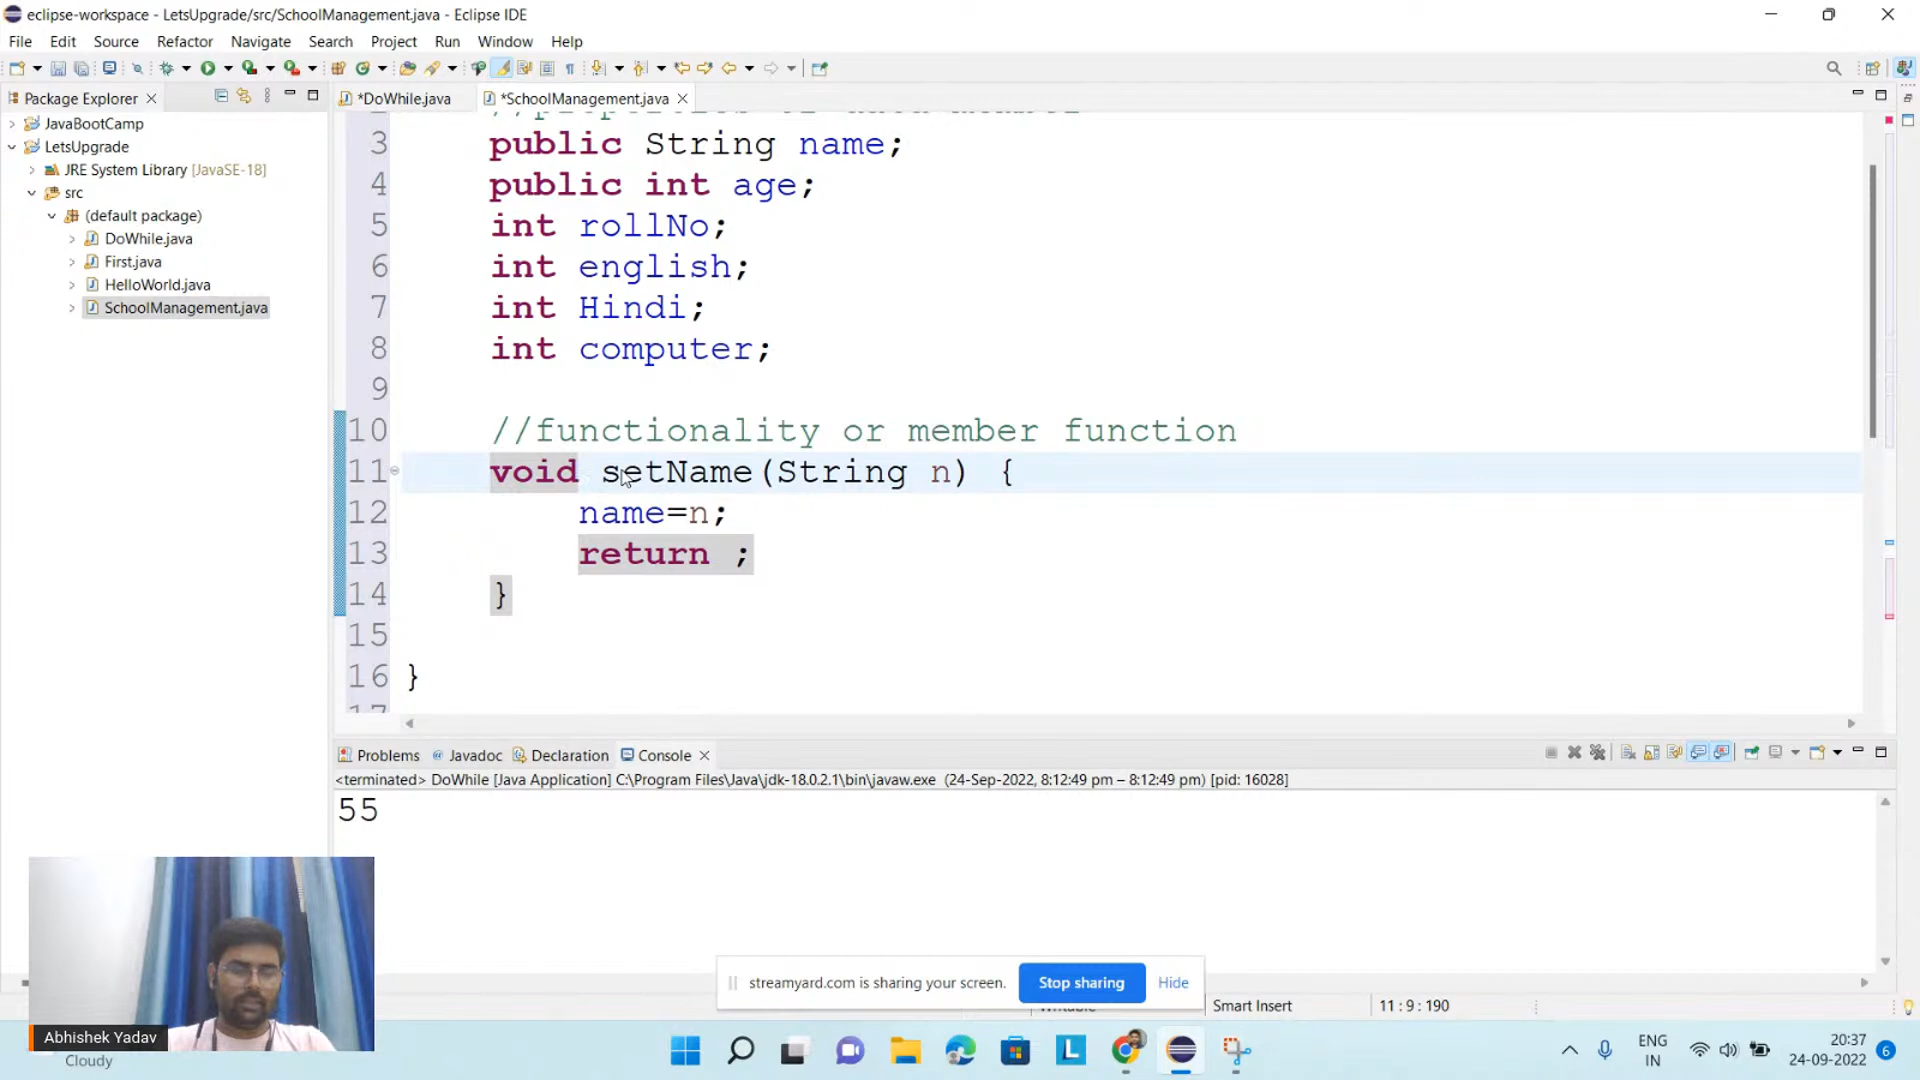 eclipse-workspace - LetsUpgrade/src/SchoolManagement.java - Eclipse IDE
File Edit Source Refactor Navigate Search Project Run Window Help
Package Explorer
*DoWhile.java
*SchoolManagement.java
JavaBootCamp
LetsUpgrade
JRE System Library [JavaSE-18]
src
(default package)
DoWhile.java
First.java
HelloWorld.java
SchoolManagement.java
3 public String name;
4 public int age;
5 int rollNo;
6 int english;
7 int Hindi;
8 int computer;
9
10 //functionality or member function
11 void setName(String n) {
12 name=n;
13 return ;
14 }
15
16 }
17
Problems @ Javadoc Declaration Console
<terminated> DoWhile [Java Application] C:\Program Files\Java\jdk-18.0.2.1\bin\javaw.exe (24-Sep-2022, 8:12:49 pm – 8:12:49 pm) [pid: 16028]
55
streamyard.com is sharing your screen. Stop sharing Hide
Smart Insert 11 : 9 : 190
Abhishek Yadav
Cloudy
ENG
IN
20:37
24-09-2022
6